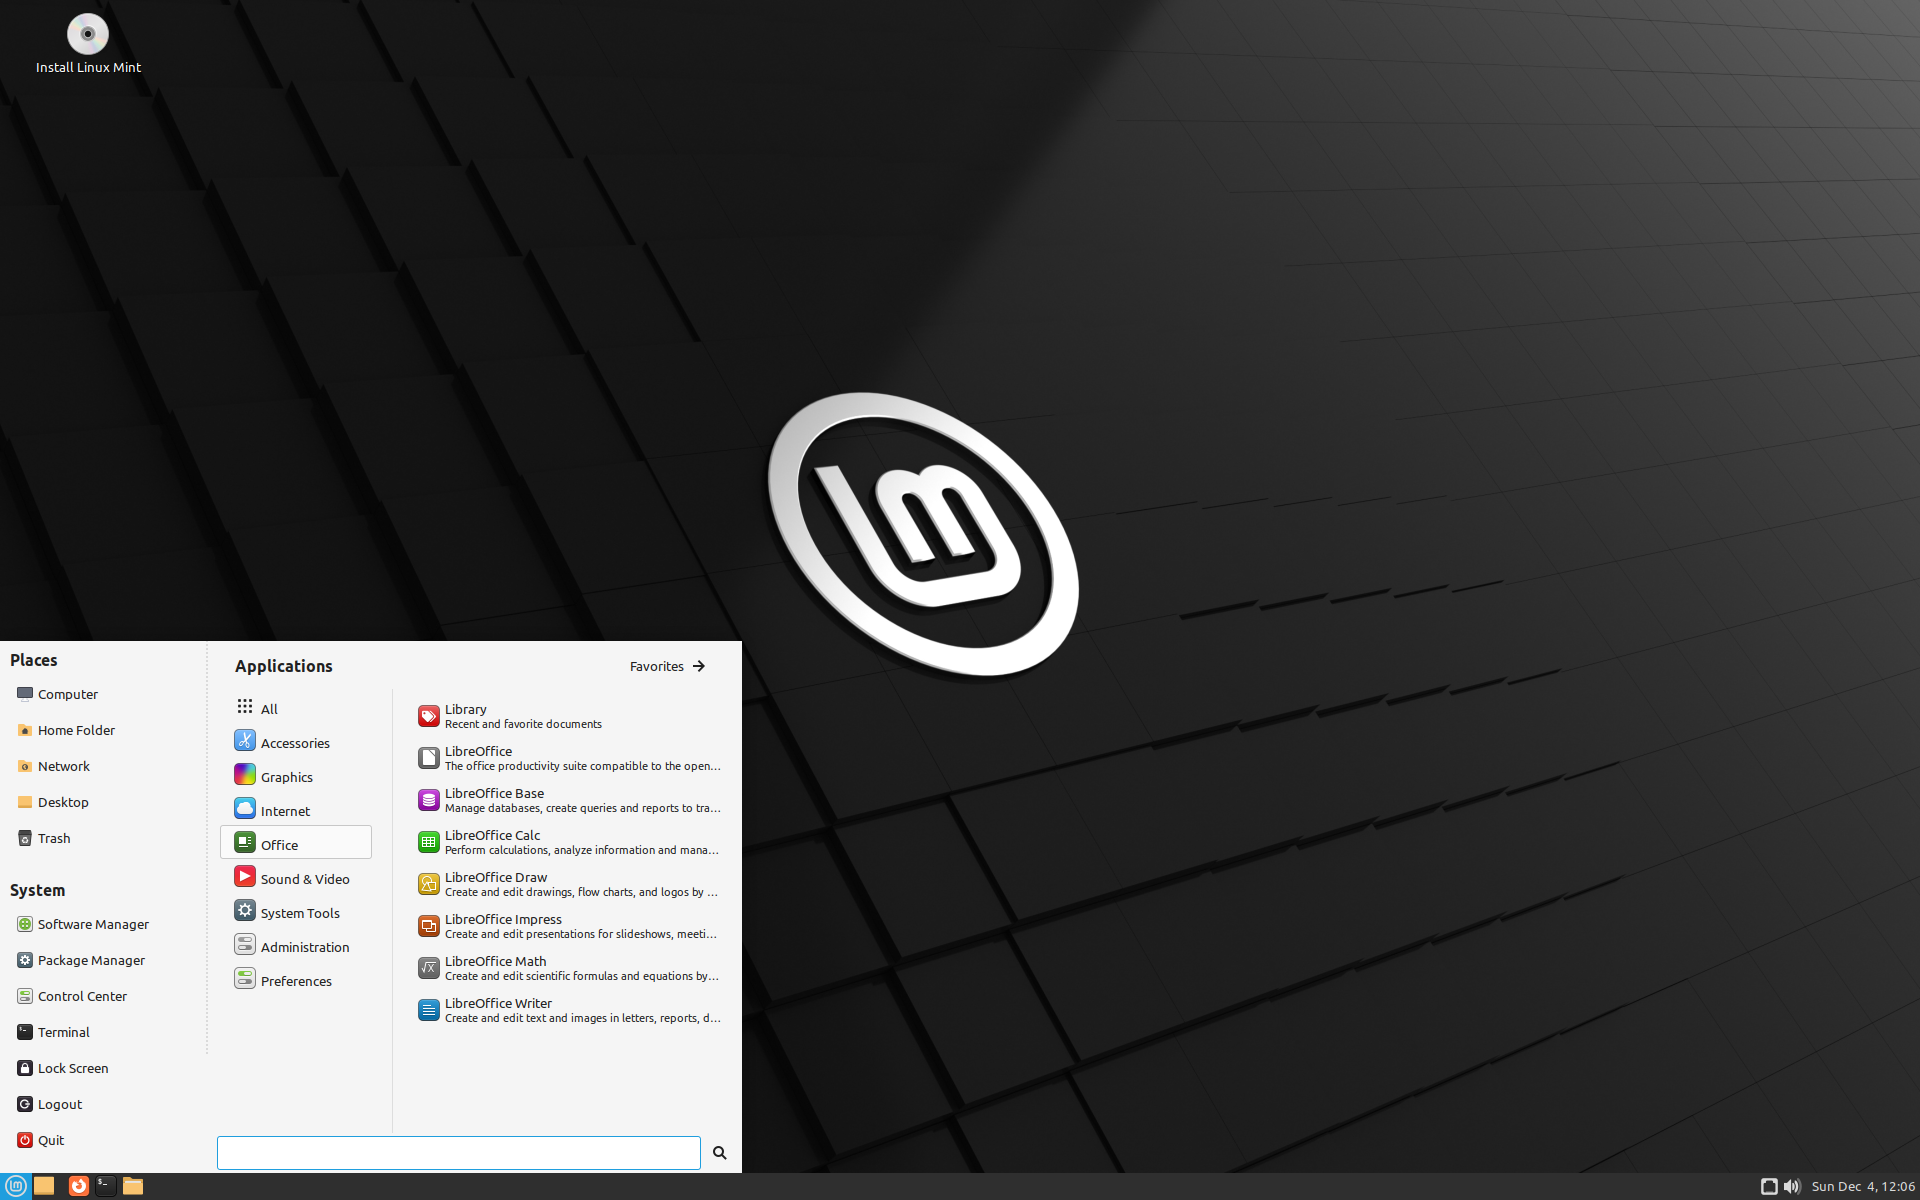 Install Linux Mint
Places
Computer
Home Folder
Network
Desktop
Trash
System
Software Manager
Package Manager
Control Center
Terminal
Lock Screen
Logout
Quit
Applications
Favorites
All
Accessories
Graphics
Internet
Office
Sound & Video
System Tools
Administration
Preferences
Library
Recent and favorite documents
LibreOffice
The office productivity suite compatible to the open...
LibreOffice Base
Manage databases, create queries and reports to tra...
LibreOffice Calc
Perform calculations, analyze information and mana...
LibreOffice Draw
Create and edit drawings, flow charts, and logos by ...
LibreOffice Impress
Create and edit presentations for slideshows, meeti...
LibreOffice Math
Create and edit scientific formulas and equations by...
LibreOffice Writer
Create and edit text and images in letters, reports, d...
Sun Dec 4, 12:06